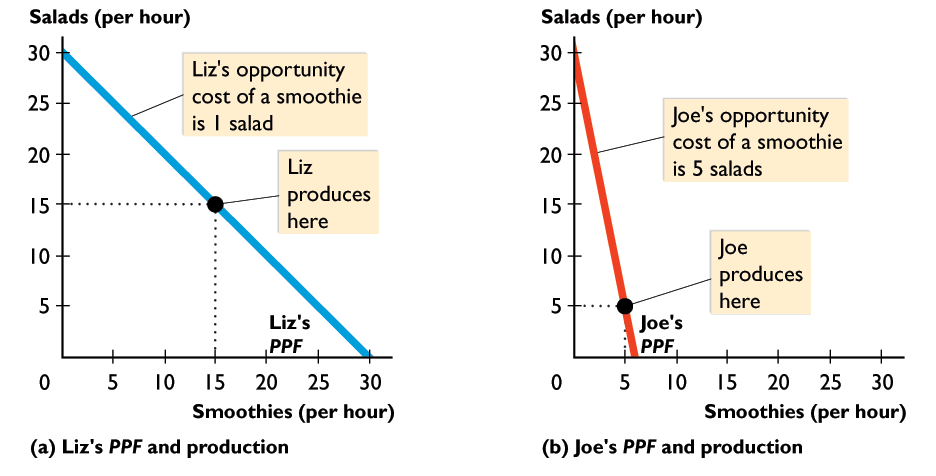 Salads (per hour)
30
25
20
15
10
5
0
5
10
15
20
25
30
Liz's opportunity
cost of a smoothie
is 1 salad
Liz
produces
here
Liz's
PPF
Smoothies (per hour)
(a) Liz's PPF and production
Salads (per hour)
30
25
20
15
10
5
0
5
10
15
20
25
30
Joe's opportunity
cost of a smoothie
is 5 salads
Joe
produces
here
Joe's
PPF
Smoothies (per hour)
(b) Joe's PPF and production